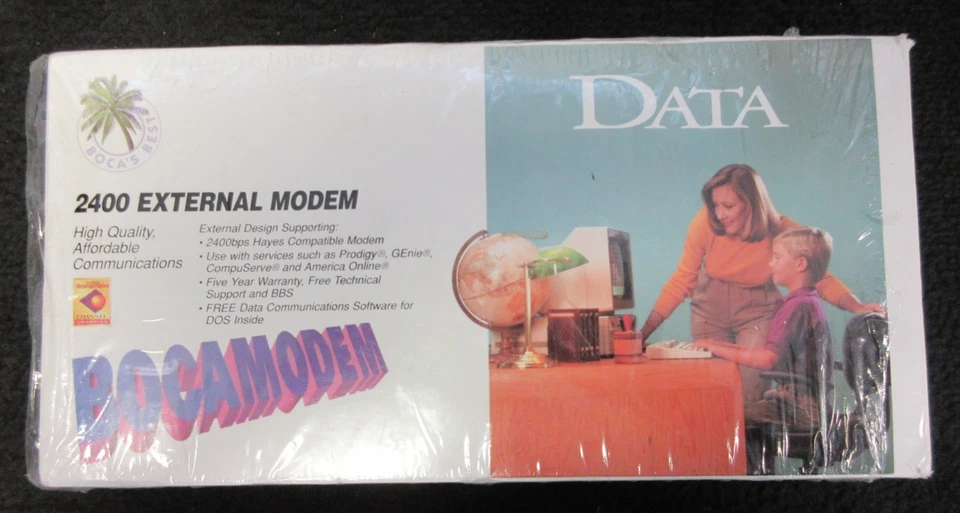 BOCA'S BEST
DATA
2400 EXTERNAL MODEM
High Quality,
Affordable
Communications
External Design Supporting:
• 2400bps Hayes Compatible Modem
• Use with services such as Prodigy®, GEnie®,
CompuServe® and America Online®
• Five Year Warranty, Free Technical
Support and BBS
• FREE Data Communications Software for
DOS Inside
CHANNEL
CHAMPION
BOCAMODEM